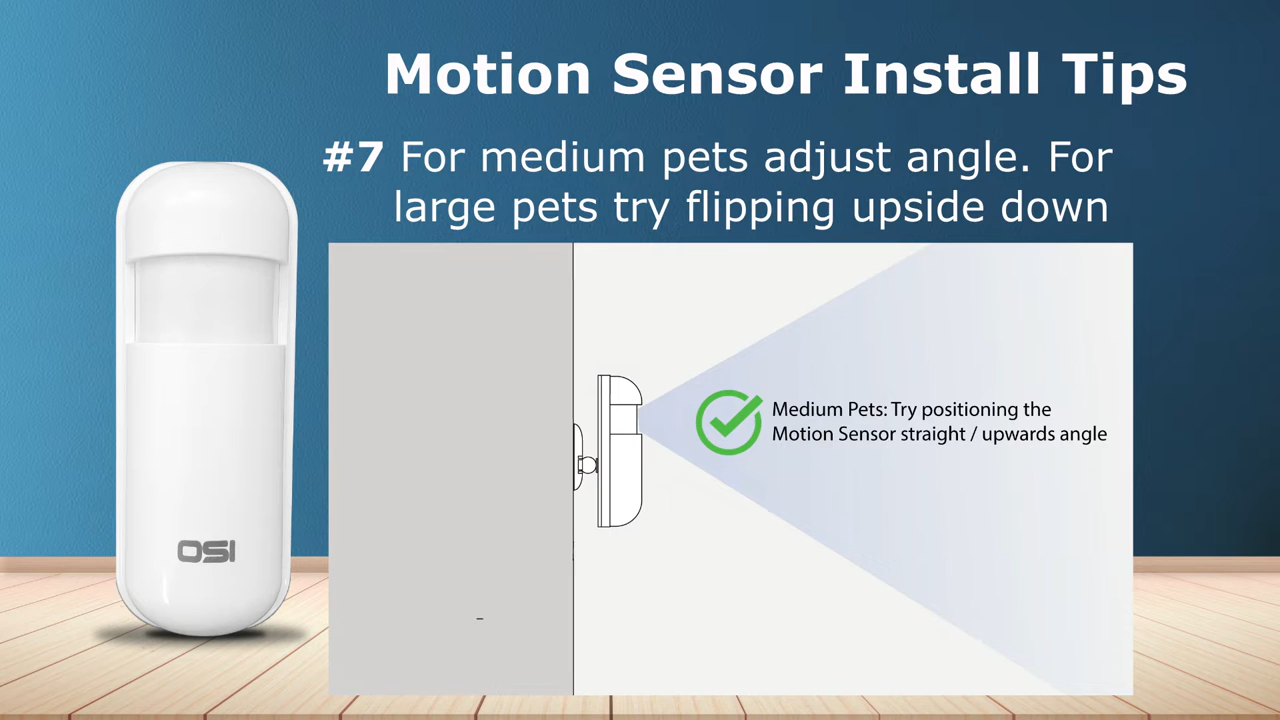 Motion Sensor Install Tips
#7 For medium pets adjust angle. For
large pets try flipping upside down
Medium Pets: Try positioning the
Motion Sensor straight / upwards angle
OSI